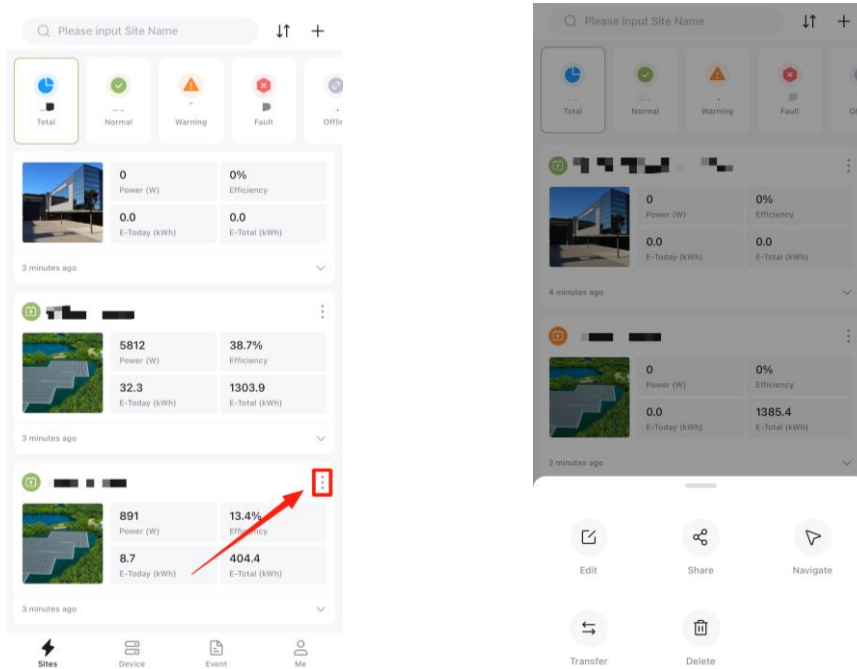 Please input Site Name
Total Normal Warning Fault Offlin
0 0%
Power (W) Efficiency
0.0 0.0
E-Today (kWh) E-Total (kWh)
3 minutes ago
5812 38.7%
Power (W) Efficiency
32.3 1303.9
E-Today (kWh) E-Total (kWh)
3 minutes ago
891 13.4%
Power (W) Efficiency
8.7 404.4
E-Today (kWh) E-Total (kWh)
3 minutes ago
Sites Device Event Me
Please input Site Name
Total Normal Warning Fault
0 0%
Power (W) Efficiency
0.0 0.0
E-Today (kWh) E-Total (kWh)
4 minutes ago
0 0%
Power (W) Efficiency
0.0 1385.4
E-Today (kWh) E-Total (kWh)
2 minutes ago
Edit Share Navigate
Transfer Delete